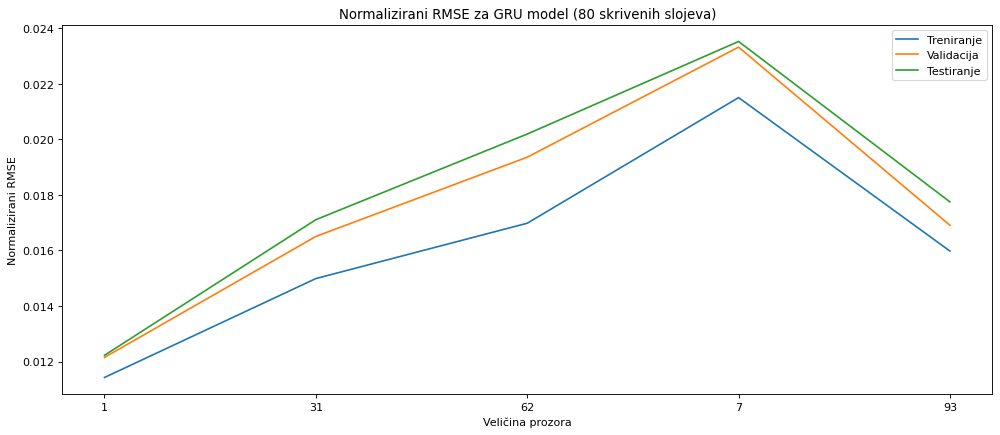 Normalizirani RMSE za GRU model (80 skrivenih slojeva)
Treniranje
Validacija
Testiranje
Normalizirani RMSE
0.024
0.022
0.020
0.018
0.016
0.014
0.012
1 31 62 7 93
Veličina prozora